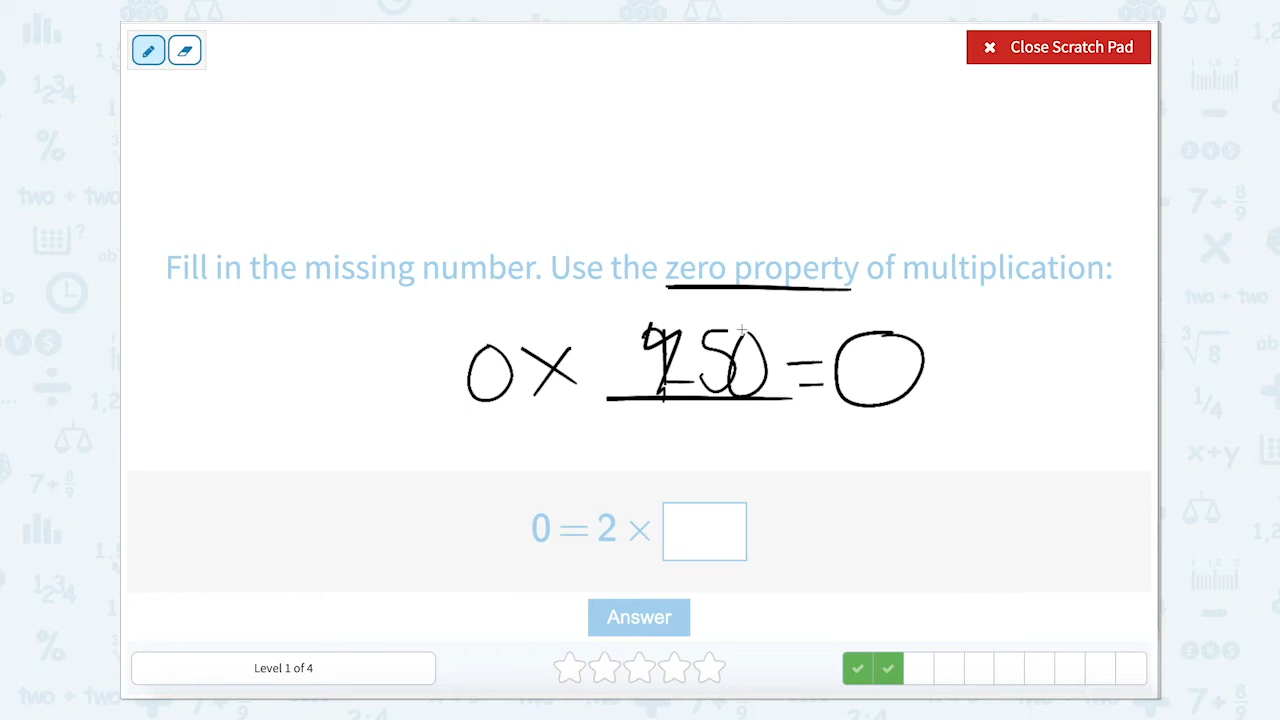 Close Scratch Pad
Fill in the missing number. Use the zero property of multiplication:
0 × 50 = 0
0 = 2 ×
Answer
Level 1 of 4